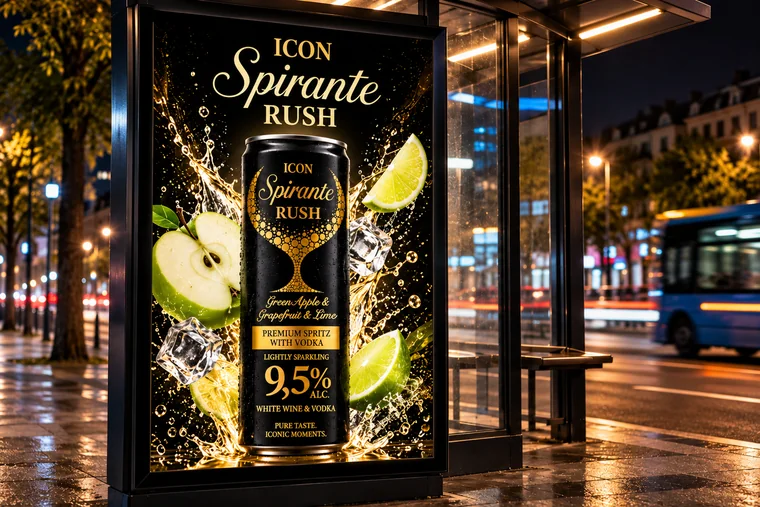 ICON
Spirante
RUSH
ICON
Spirante
RUSH
Green Apple &
Grapefruit & Lime
PREMIUM SPRITZ
WITH VODKA
LIGHTLY SPARKLING
9,5%
ALC.
WHITE WINE & VODKA
PURE TASTE.
ICONIC MOMENTS.